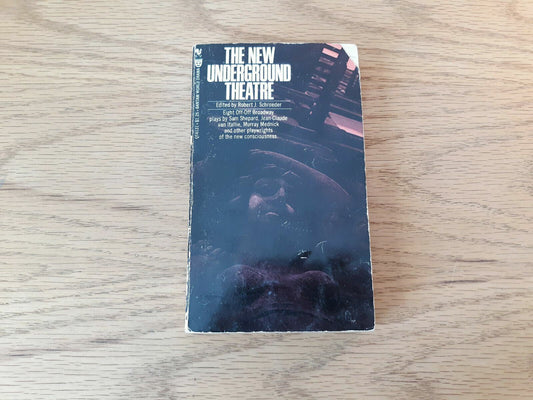 THE NEW
UNDERGROUND
THEATRE
Edited by Robert J. Schroeder
Eight Off-Off Broadway
plays by Sam Shepard, Jean-Claude
van Itallie, Murray Mednick
and other playwrights
of the new consciousness.